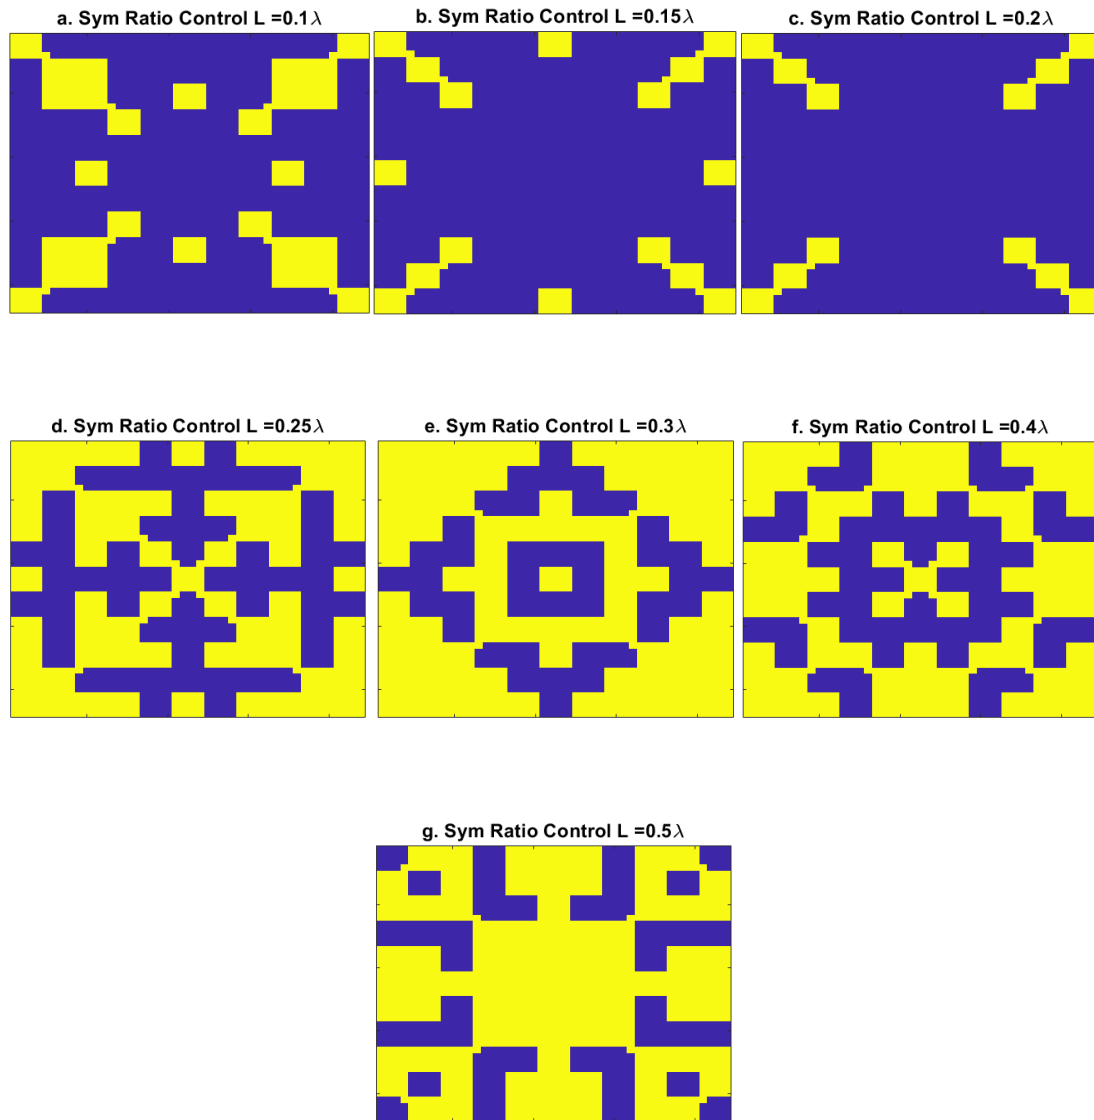 a. Sym Ratio Control L =0.1λ
b. Sym Ratio Control L =0.15λ
c. Sym Ratio Control L =0.2λ
d. Sym Ratio Control L =0.25λ
e. Sym Ratio Control L =0.3λ
f. Sym Ratio Control L =0.4λ
g. Sym Ratio Control L =0.5λ